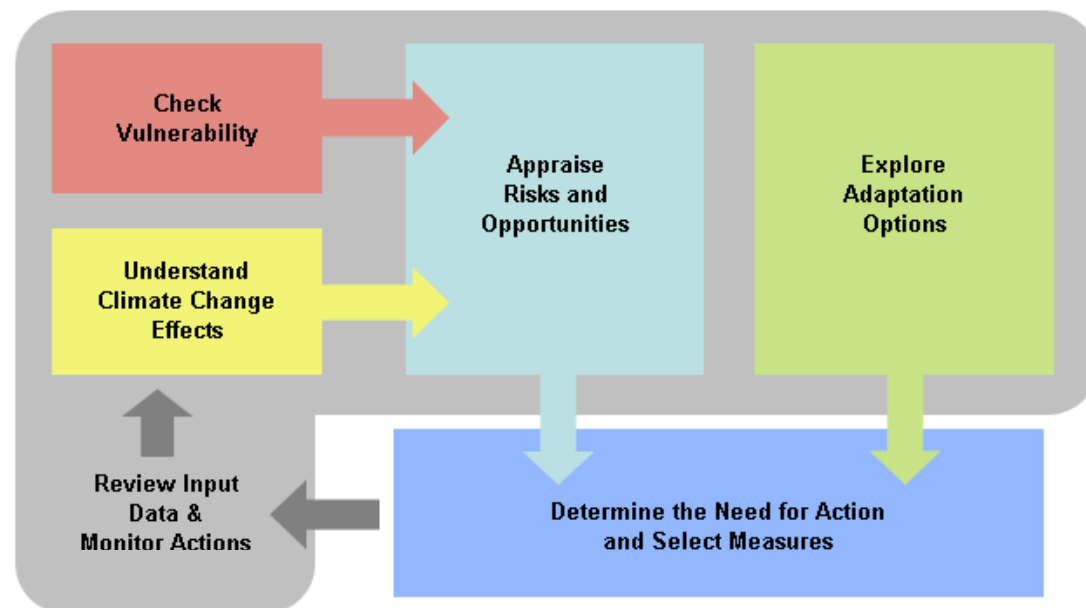 Check
Vulnerability
Appraise
Risks and
Opportunities
Explore
Adaptation
Options
Understand
Climate Change
Effects
Review Input
Data &
Monitor Actions
Determine the Need for Action
and Select Measures